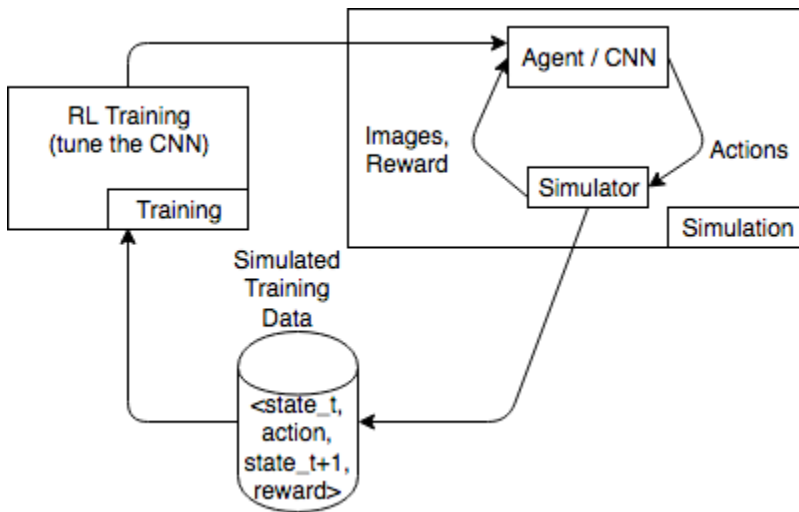 Agent / CNN
RL Training
(tune the CNN)
Images,
Reward
Actions
Simulator
Training
Simulation
Simulated
Training
Data
<state_t,
action,
state_t+1,
reward>